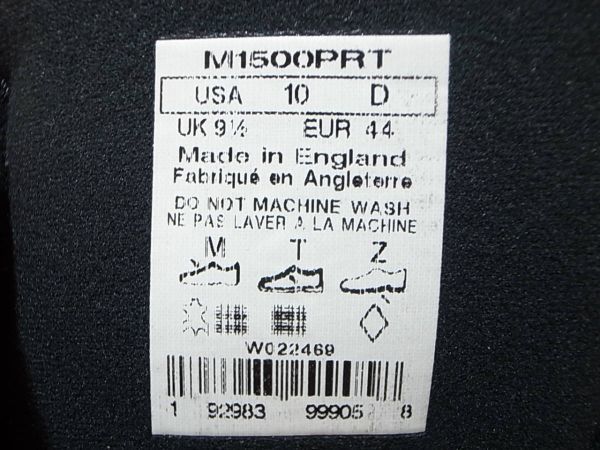 M1500PRT
USA 10 D
UK 9½ EUR 44
Made in England
Fabriqué en Angleterre
DO NOT MACHINE WASH
NE PAS LAVER A LA MACHINE
M T Z
W022469
1 92983 99905 8